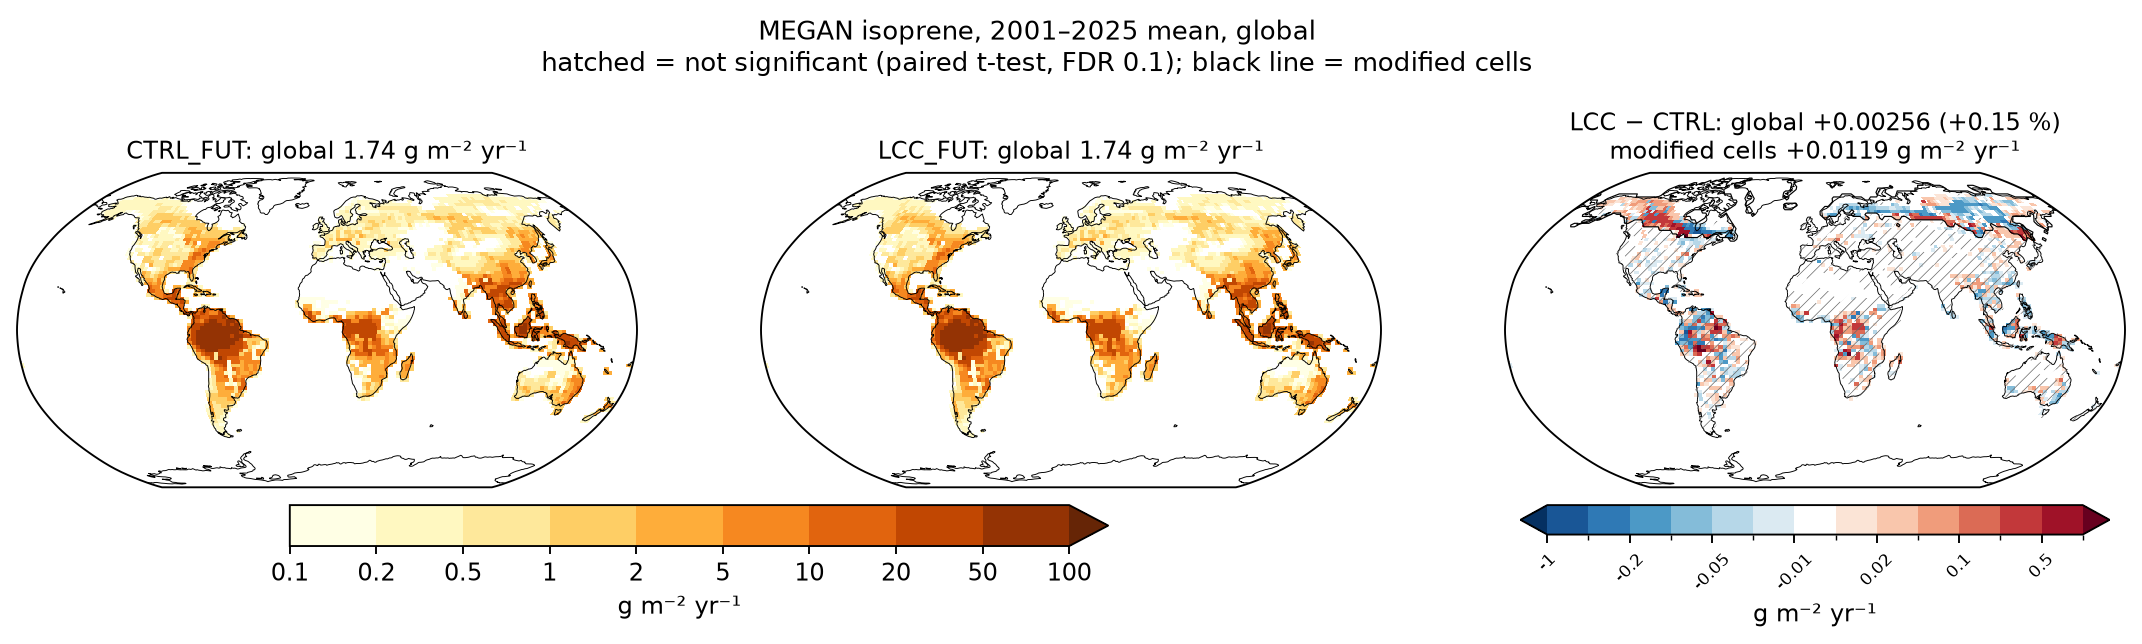 MEGAN isoprene, 2001–2025 mean, global
hatched = not significant (paired t-test, FDR 0.1); black line = modified cells
CTRL_FUT: global 1.74 g m⁻² yr⁻¹
LCC_FUT: global 1.74 g m⁻² yr⁻¹
LCC − CTRL: global +0.00256 (+0.15 %)
modified cells +0.0119 g m⁻² yr⁻¹
0.1 0.2 0.5 1 2 5 10 20 50 100
g m⁻² yr⁻¹
-1 -0.2 -0.05 -0.01 0.02 0.1 0.5
g m⁻² yr⁻¹